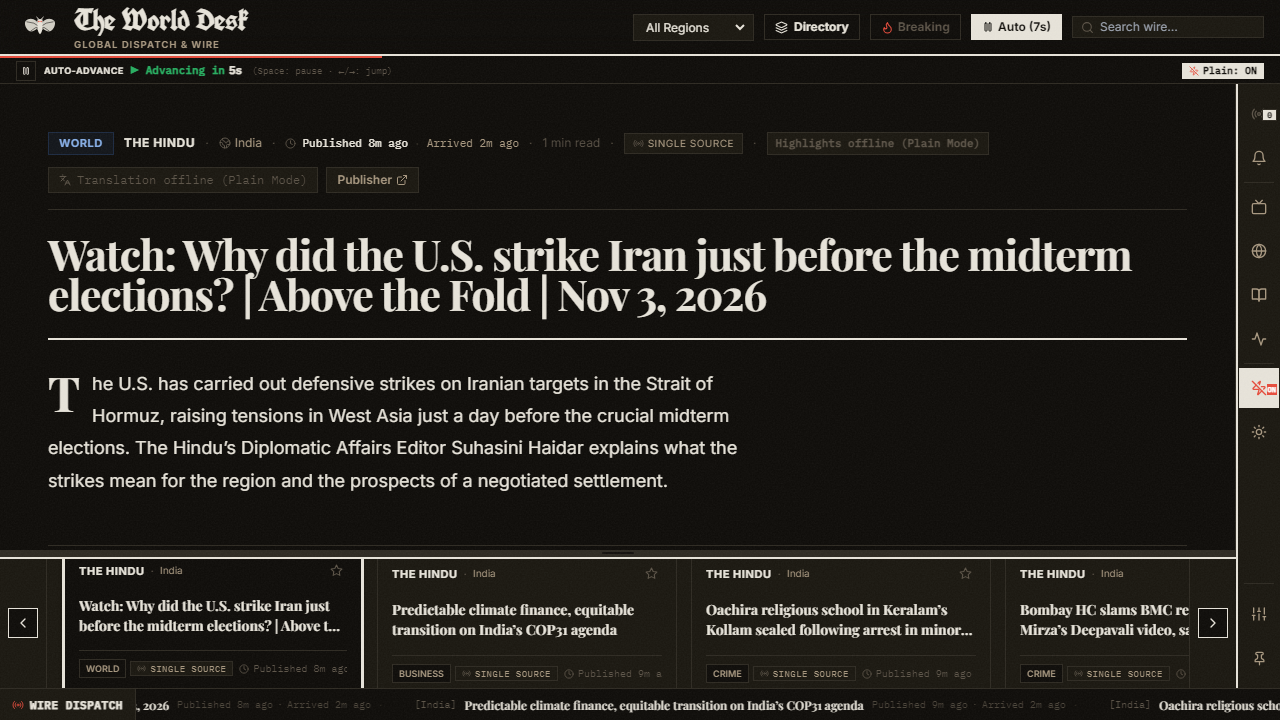 The World Desk
GLOBAL DISPATCH & WIRE
All Regions
Directory
Breaking
Auto (7s)
Search wire...
AUTO-ADVANCE ▶ Advancing in 5s (Space: pause · ←/→: jump)
Plain: ON
0
WORLD THE HINDU · India · Published 8m ago · Arrived 2m ago · 1 min read · SINGLE SOURCE · Highlights offline (Plain Mode)
Translation offline (Plain Mode) Publisher
Watch: Why did the U.S. strike Iran just before the midterm
elections? | Above the Fold | Nov 3, 2026
The U.S. has carried out defensive strikes on Iranian targets in the Strait of
Hormuz, raising tensions in West Asia just a day before the crucial midterm
elections. The Hindu’s Diplomatic Affairs Editor Suhasini Haidar explains what the
strikes mean for the region and the prospects of a negotiated settlement.
THE HINDU · India
Watch: Why did the U.S. strike Iran just
before the midterm elections? | Above t...
WORLD SINGLE SOURCE Published 8m ago
THE HINDU · India
Predictable climate finance, equitable
transition on India’s COP31 agenda
BUSINESS SINGLE SOURCE Published 9m a
THE HINDU · India
Oachira religious school in Keralam’s
Kollam sealed following arrest in minor...
CRIME SINGLE SOURCE Published 9m ago
THE HINDU · India
Bombay HC slams BMC re
Mirza’s Deepavali video, sa
CRIME SINGLE SOURCE
WIRE DISPATCH , 2026 Published 8m ago · Arrived 2m ago · [India] Predictable climate finance, equitable transition on India’s COP31 agenda Published 9m ago · Arrived 2m ago · [India] Oachira religious scho